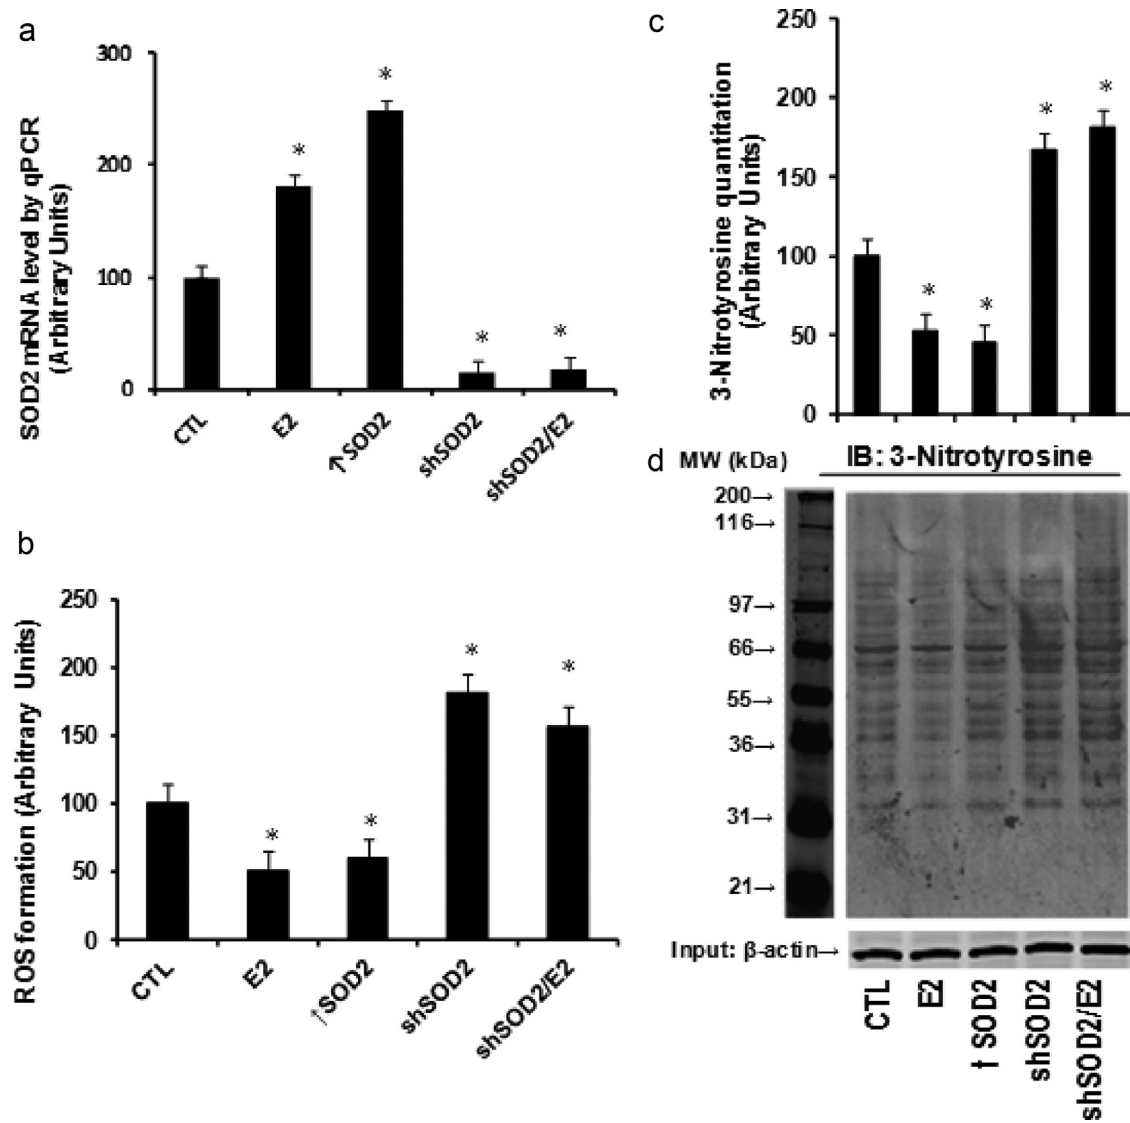 a
SOD2 mRNA level by qPCR
(Arbitrary Units)
300
200
100
0
*
*
*
*
CTL
E2
↑SOD2
shSOD2
shSOD2/E2
b
ROS formation (Arbitrary Units)
250
200
150
100
50
0
*
*
*
*
CTL
E2
↑SOD2
shSOD2
shSOD2/E2
c
3-Nitrotyrosine quantitation
(Arbitrary Units)
250
200
150
100
50
0
*
*
*
*
d
MW (kDa)
IB: 3-Nitrotyrosine
200→
116→
97→
66→
55→
36→
31→
21→
Input: β-actin→
CTL
E2
↑ SOD2
shSOD2
shSOD2/E2